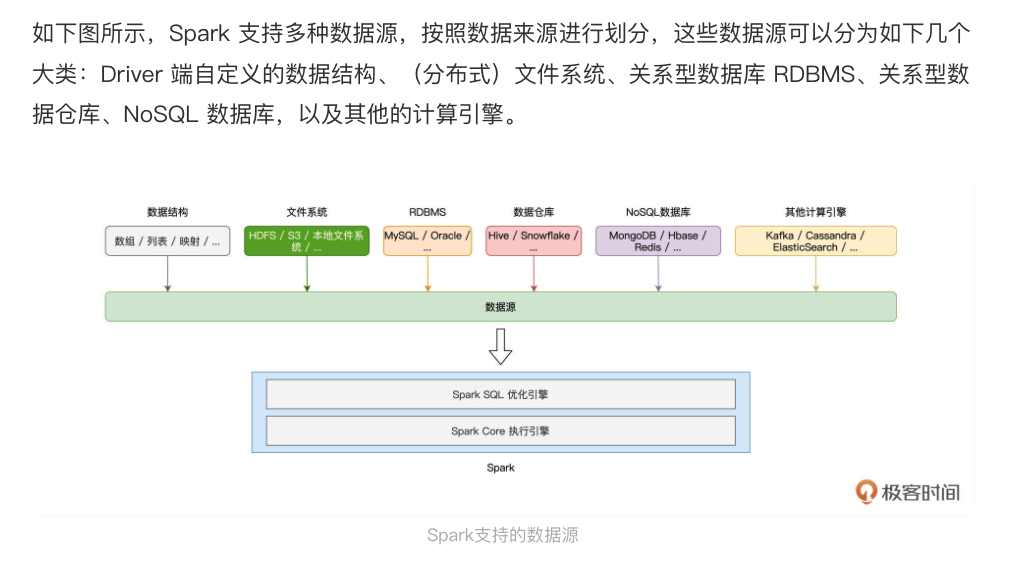 如下图所示，Spark 支持多种数据源，按照数据来源进行划分，这些数据源可以分为如下几个
大类：Driver 端自定义的数据结构、（分布式）文件系统、关系型数据库 RDBMS、关系型数
据仓库、NoSQL 数据库，以及其他的计算引擎。
数据结构
文件系统
RDBMS
数据仓库
NoSQL数据库
其他计算引擎
数组 / 列表 / 映射 / ...
HDFS / S3 / 本地文件系
统 / ...
MySQL / Oracle /
...
Hive / Snowflake /
...
MongoDB / Hbase /
Redis / ...
Kafka / Cassandra /
ElasticSearch / ...
数据源
Spark SQL 优化引擎
Spark Core 执行引擎
Spark
极客时间
Spark支持的数据源